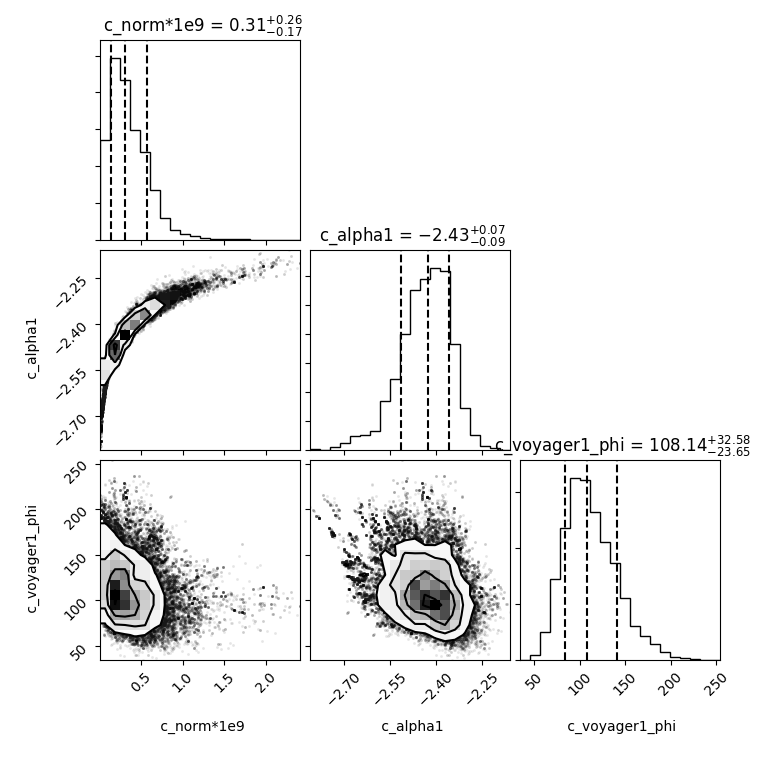 c_norm*1e9 = 0.31+0.26−0.17
c_alpha1 = −2.43+0.07−0.09
−2.25
−2.40
−2.55
−2.70
c_alpha1
c_voyager1_phi = 108.14+32.58−23.65
250
200
150
100
50
c_voyager1_phi
0.5 1.0 1.5 2.0
−2.70 −2.55 −2.40 −2.25
50 100 150 200 250
c_norm*1e9 c_alpha1 c_voyager1_phi